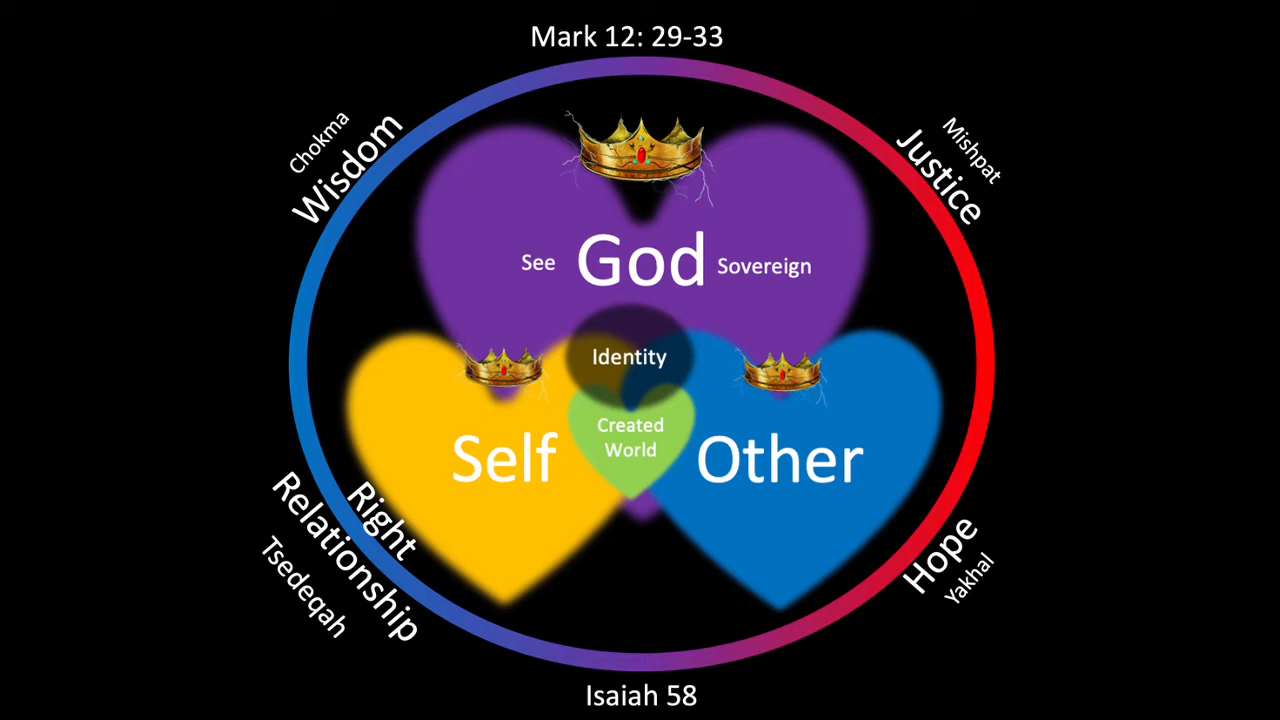 Mark 12: 29-33
Chokma
Wisdom
Mishpat
Justice
See God Sovereign
Identity
Created
World
Self
Other
Right
Relationship
Tsedeqah
Hope
Yakhal
Isaiah 58